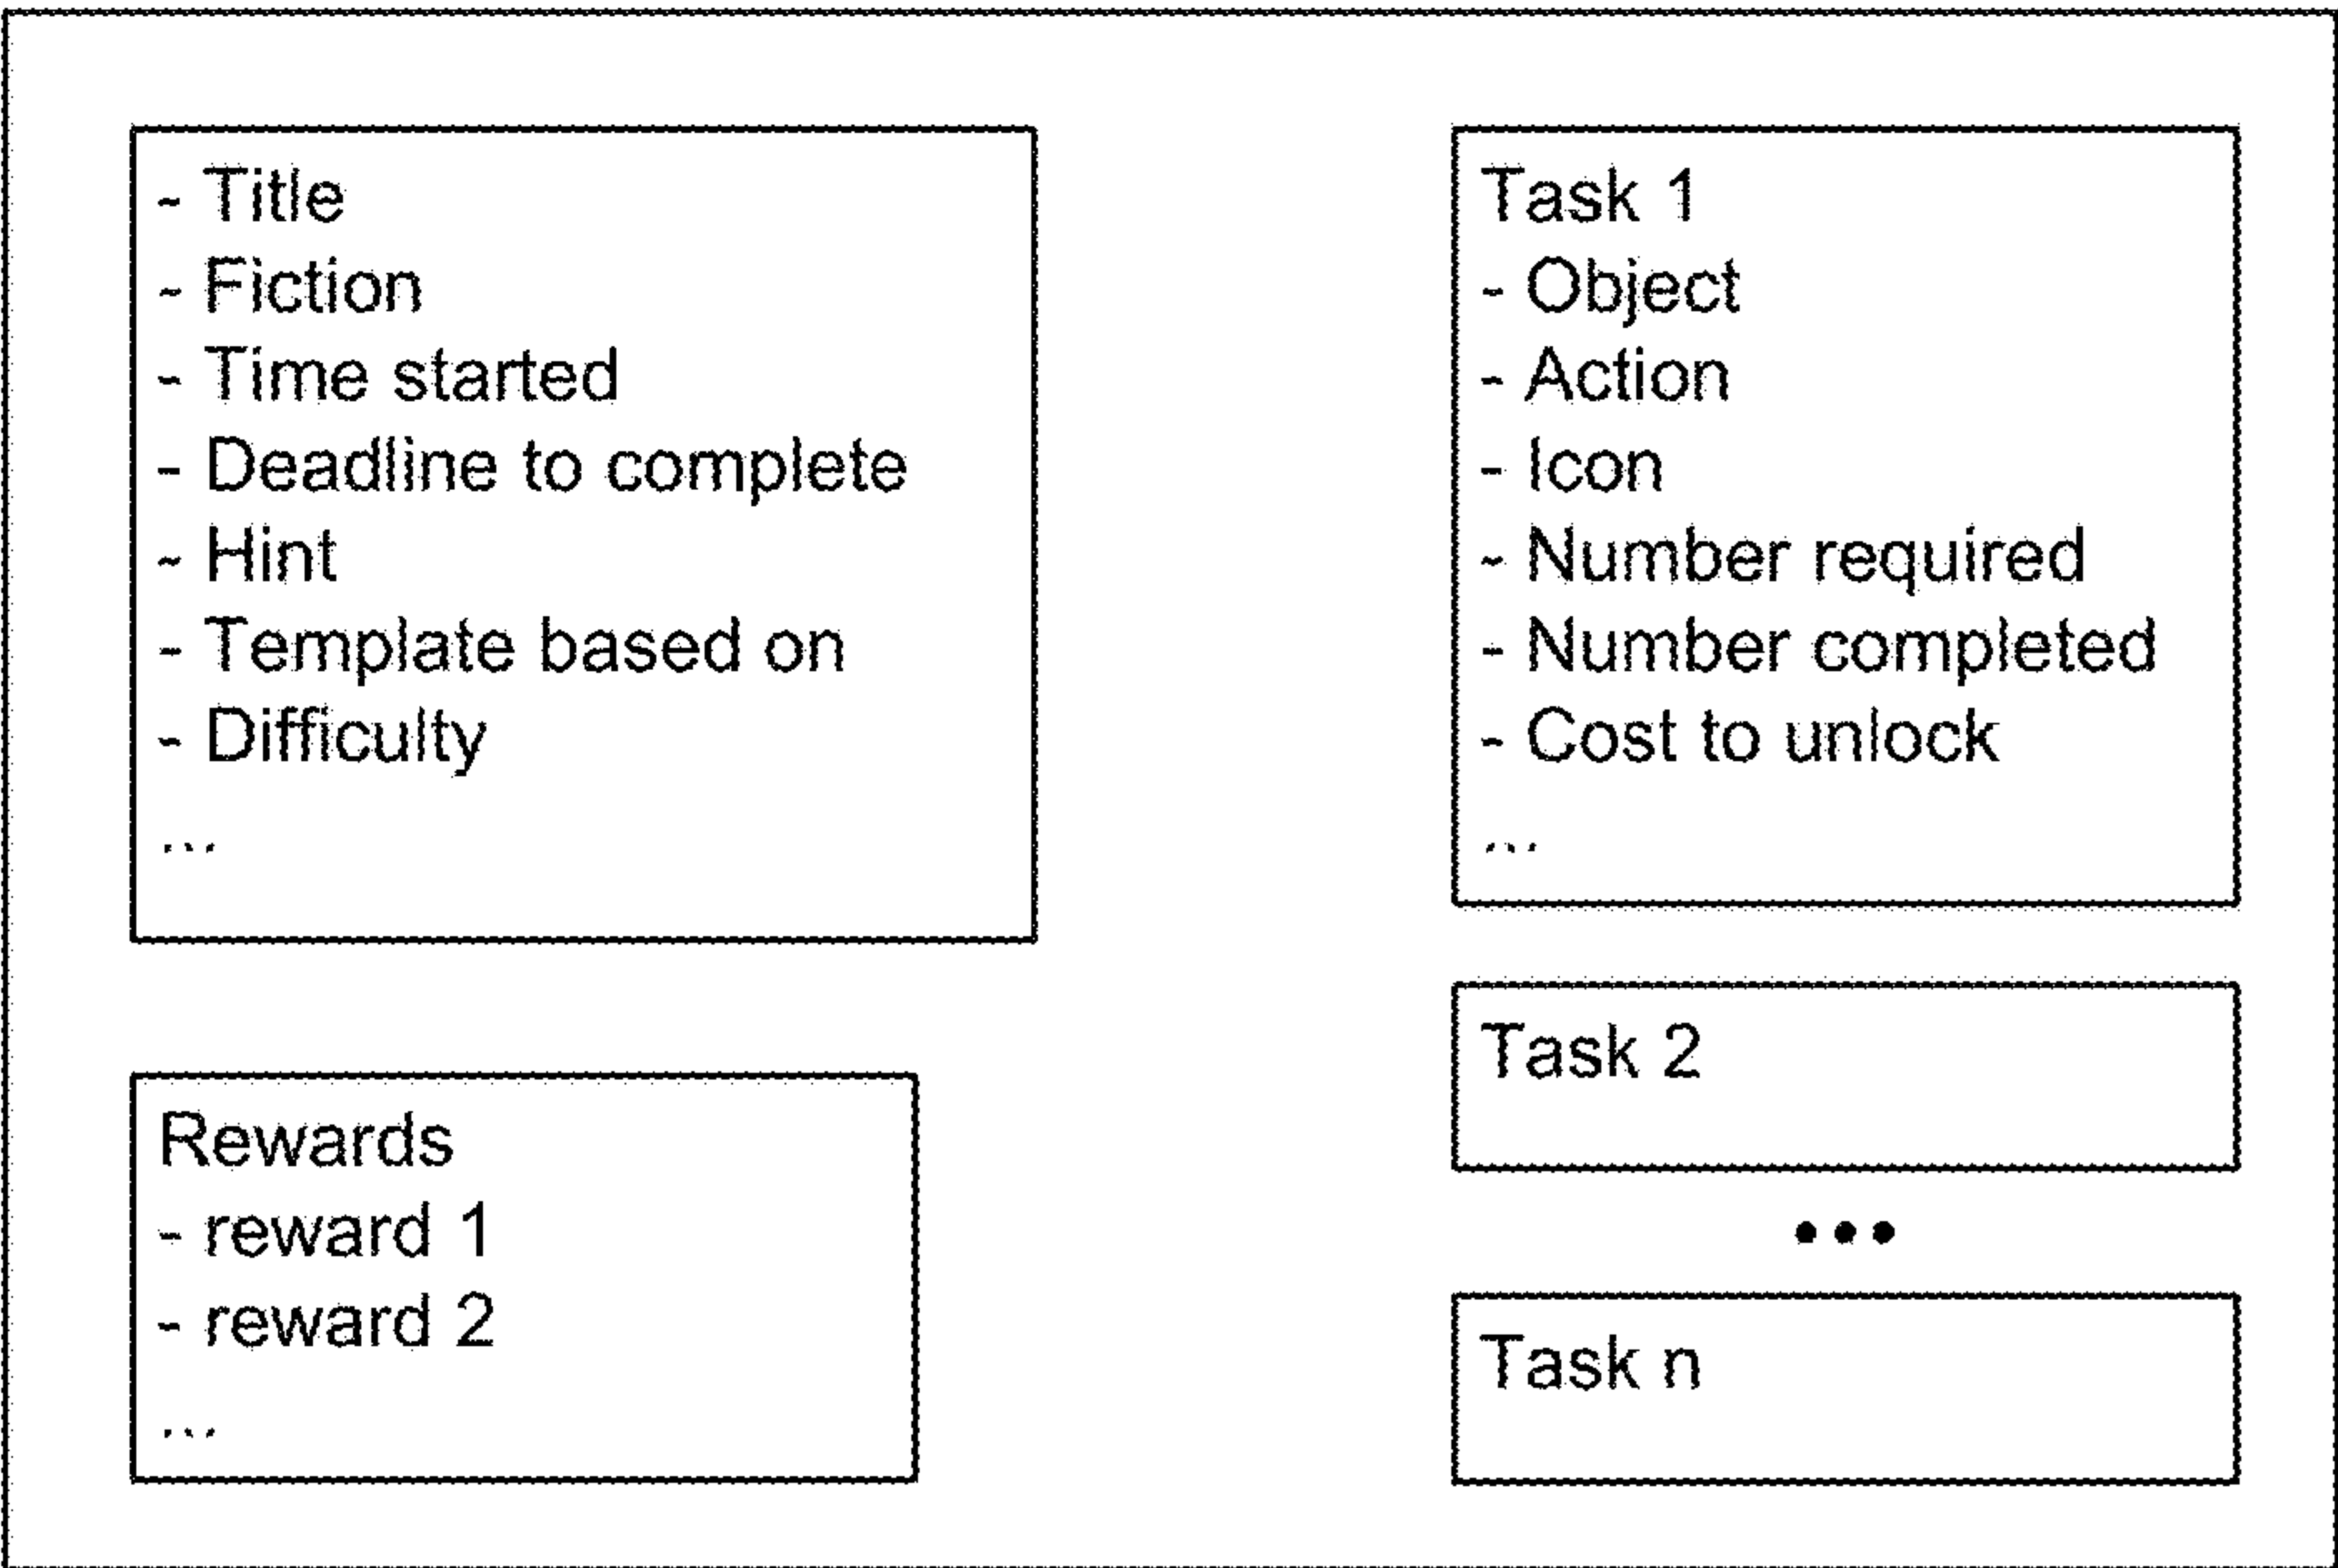 - Title
- Fiction
- Time started
- Deadline to complete
- Hint
- Template based on
- Difficulty
...
Rewards
- reward 1
- reward 2
...
Task 1
- Object
- Action
- Icon
- Number required
- Number completed
- Cost to unlock
...
Task 2
•••
Task n